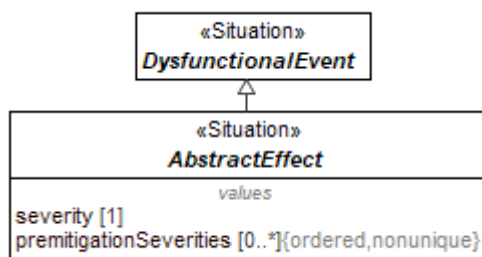 «Situation»
DysfunctionalEvent
«Situation»
AbstractEffect
values
severity [1]
premitigationSeverities [0..*]{ordered,nonunique}